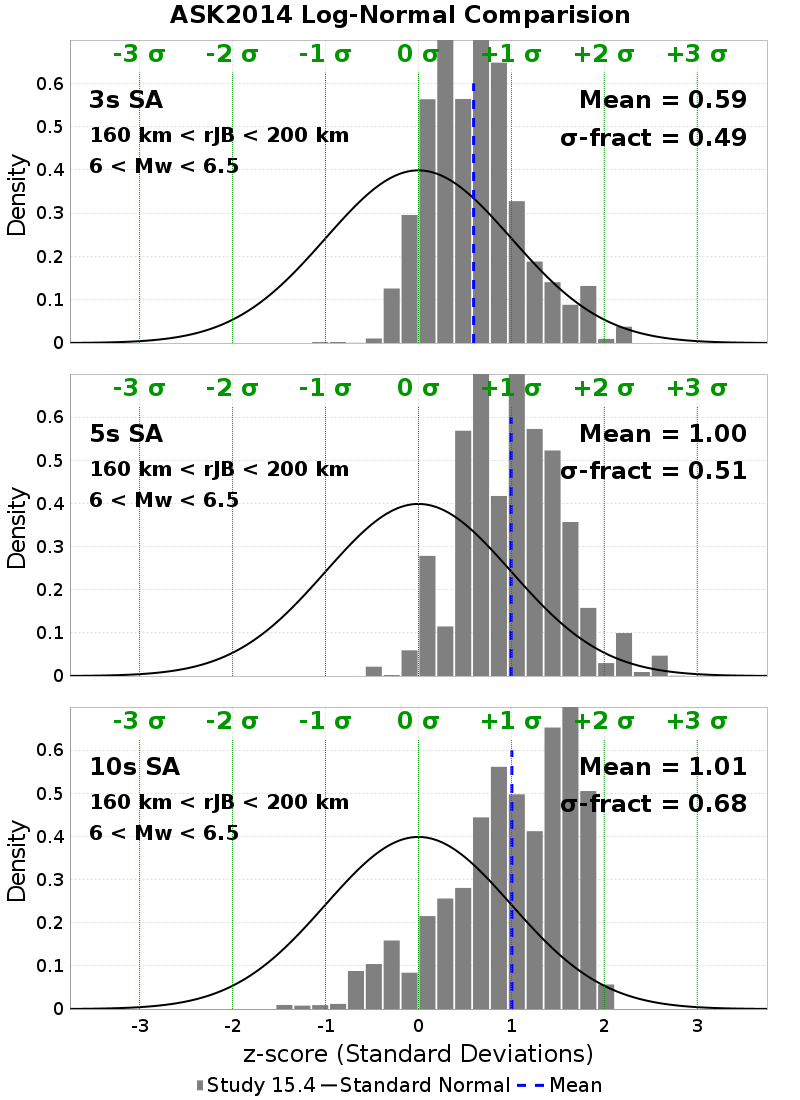 ASK2014 Log-Normal Comparision
-3 σ -2 σ -1 σ 0 σ +1 σ +2 σ +3 σ
0.6
3s SA
Mean = 0.59
0.5
160 km < rJB < 200 km
σ-fract = 0.49
0.4
6 < Mw < 6.5
0.3
0.2
0.1
0
Density
-3 σ -2 σ -1 σ 0 σ +1 σ +2 σ +3 σ
0.6
5s SA
Mean = 1.00
0.5
160 km < rJB < 200 km
σ-fract = 0.51
0.4
6 < Mw < 6.5
0.3
0.2
0.1
0
Density
-3 σ -2 σ -1 σ 0 σ +1 σ +2 σ +3 σ
0.6
10s SA
Mean = 1.01
0.5
160 km < rJB < 200 km
σ-fract = 0.68
0.4
6 < Mw < 6.5
0.3
0.2
0.1
0
Density
-3 -2 -1 0 1 2 3
z-score (Standard Deviations)
Study 15.4 Standard Normal Mean